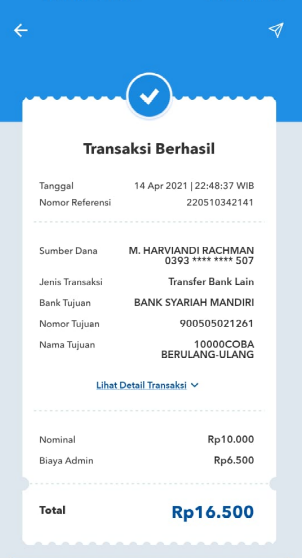 Transaksi Berhasil
Tanggal 14 Apr 2021 | 22:48:37 WIB
Nomor Referensi 220510342141
Sumber Dana M. HARVIANDI RACHMAN
0393 **** **** 507
Jenis Transaksi Transfer Bank Lain
Bank Tujuan BANK SYARIAH MANDIRI
Nomor Tujuan 900505021261
Nama Tujuan 10000COBA
BERULANG-ULANG
Lihat Detail Transaksi
Nominal Rp10.000
Biaya Admin Rp6.500
Total Rp16.500